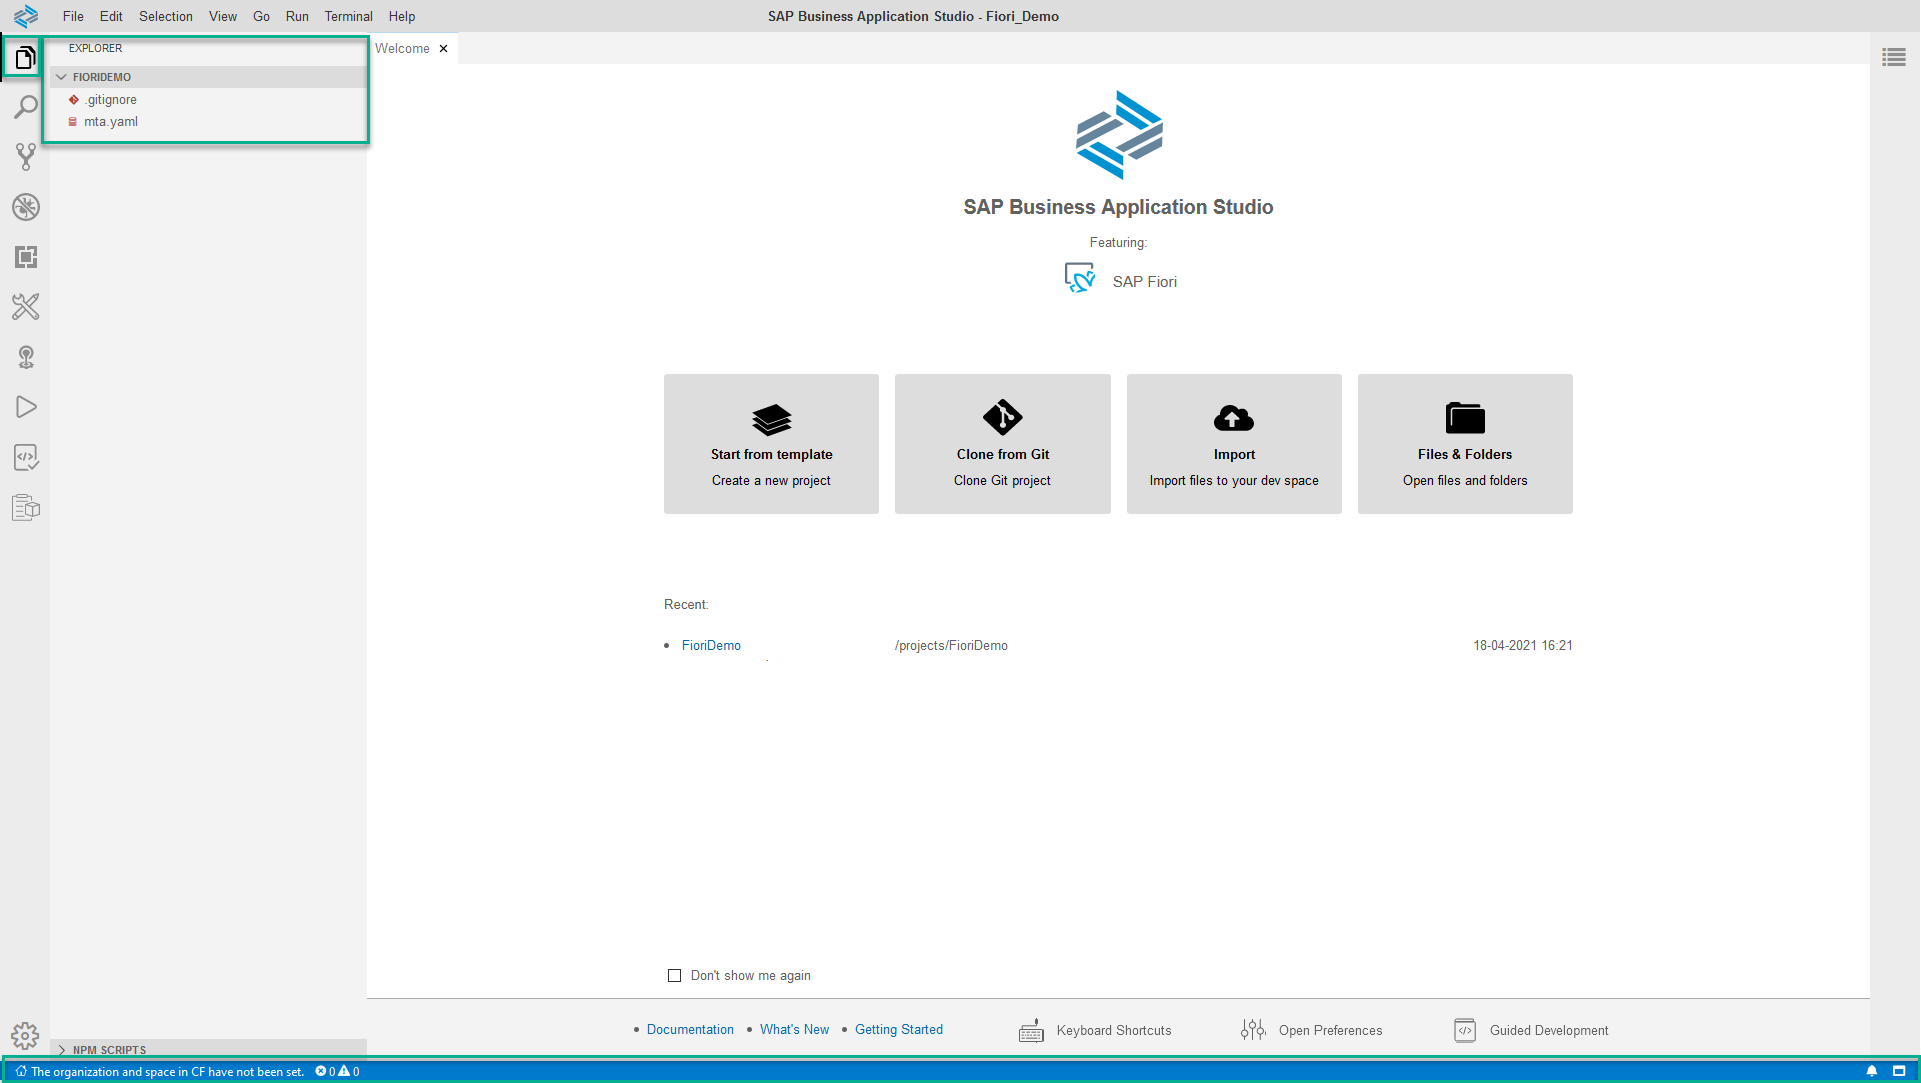 File Edit Selection View Go Run Terminal Help
SAP Business Application Studio - Fiori_Demo
EXPLORER
FIORIDEMO
.gitignore
mta.yaml
NPM SCRIPTS
Welcome
SAP Business Application Studio
Featuring:
SAP Fiori
Start from template
Create a new project
Clone from Git
Clone Git project
Import
Import files to your dev space
Files & Folders
Open files and folders
Recent:
FioriDemo /projects/FioriDemo 18-04-2021 16:21
Don't show me again
Documentation What's New Getting Started Keyboard Shortcuts Open Preferences Guided Development
The organization and space in CF have not been set. 0 0